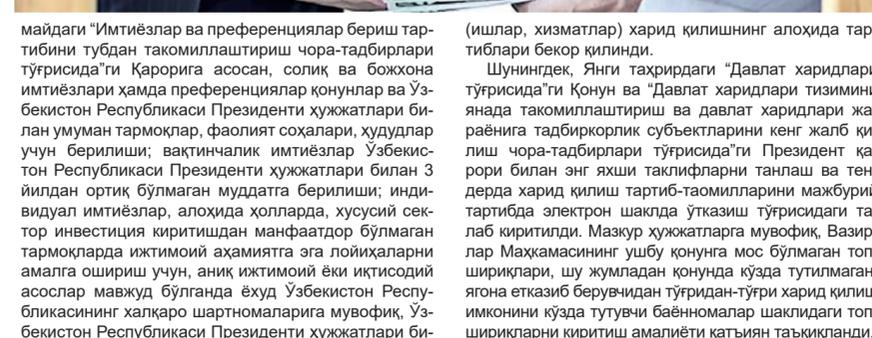 майдаги “Имтиёзлар ва преференциялар бериш тар-
тибини тубдан такомиллаштириш чора-тадбирлари
тўғрисида”ги Қарорига асосан, солиқ ва божхона
имтиёзлари ҳамда преференциялар қонунлар ва Ўз-
бекистон Республикаси Президенти ҳужжатлари би-
лан умуман тармоқлар, фаолият соҳалари, ҳудудлар
учун берилиши; вақтинчалик имтиёзлар Ўзбекис-
тон Республикаси Президенти ҳужжатлари билан 3
йилдан ортиқ бўлмаган муддатга берилиши; инди-
видуал имтиёзлар, алоҳида ҳолларда, хусусий сек-
тор инвестиция киритишдан манфаатдор бўлмаган
тармоқларда ижтимоий аҳамиятга эга лойиҳаларни
амалга ошириш учун, аниқ ижтимоий ёки иқтисодий
асослар мавжуд бўлганда ёхуд Ўзбекистон Респу-
бликасининг халқаро шартномаларига мувофиқ, Ўз-
бекистон Республикаси Президенти ҳужжатлари би-
(ишлар, хизматлар) харид қилишнинг алоҳида тар
тиблари бекор қилинди.
Шунингдек, Янги таҳрирдаги “Давлат харидлари
тўғрисида”ги Қонун ва “Давлат харидлари тизимини
янада такомиллаштириш ва давлат харидлари жа
раёнига тадбиркорлик субъектларини кенг жалб қи
лиш чора-тадбирлари тўғрисида”ги Президент қа
рори билан энг яхши таклифларни танлаш ва тен
дерда харид қилиш тартиб-таомилларини мажбурий
тартибда электрон шаклда ўтказиш тўғрисидаги та
лаб киритилди. Мазкур ҳужжатларга мувофиқ, Вазир
лар Маҳкамасининг ушбу қонунга мос бўлмаган топ
шириқлари, шу жумладан қонунда кўзда тутилмаган
ягона етказиб берувчидан тўғридан-тўғри харид қилиш
имконини кўзда тутувчи баённомалар шаклидаги топ
шириқларни киритиш амалиёти қатъиян таъқиқланди.